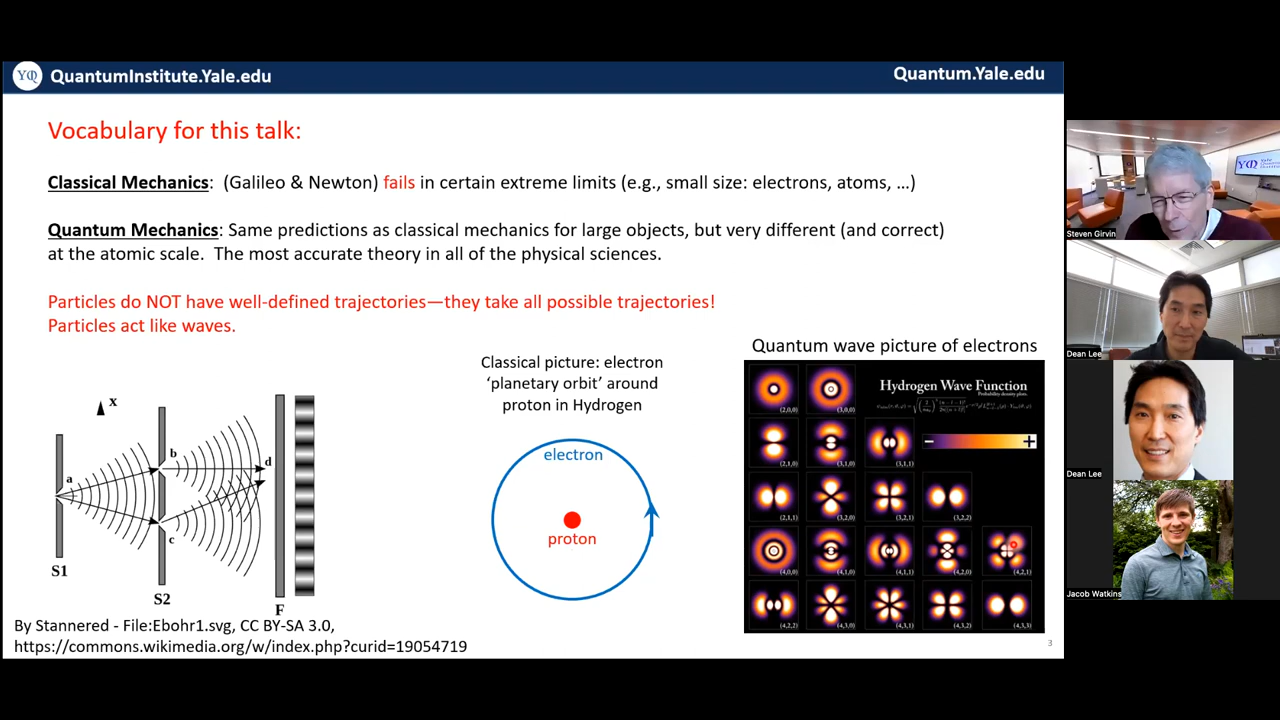 YQI QuantumInstitute.Yale.edu
Quantum.Yale.edu
Vocabulary for this talk:
Classical Mechanics: (Galileo & Newton) fails in certain extreme limits (e.g., small size: electrons, atoms, …)
Quantum Mechanics: Same predictions as classical mechanics for large objects, but very different (and correct)
at the atomic scale. The most accurate theory in all of the physical sciences.
Particles do NOT have well-defined trajectories—they take all possible trajectories!
Particles act like waves.
x
a
b
c
d
S1
S2
F
By Stannered - File:Ebohr1.svg, CC BY-SA 3.0,
https://commons.wikimedia.org/w/index.php?curid=19054719
Classical picture: electron
‘planetary orbit’ around
proton in Hydrogen
electron
proton
Quantum wave picture of electrons
Hydrogen Wave Function
Probability density plots.
− +
(2,0,0) (3,0,0)
(2,1,0) (3,1,0) (3,1,1)
(2,1,1) (3,2,0) (3,2,1) (3,2,2)
(4,0,0) (4,1,0) (4,1,1) (4,2,0) (4,2,1)
(4,2,2) (4,3,0) (4,3,1) (4,3,2) (4,3,3)
3
Steven Girvin
Dean Lee
Dean Lee
Jacob Watkins